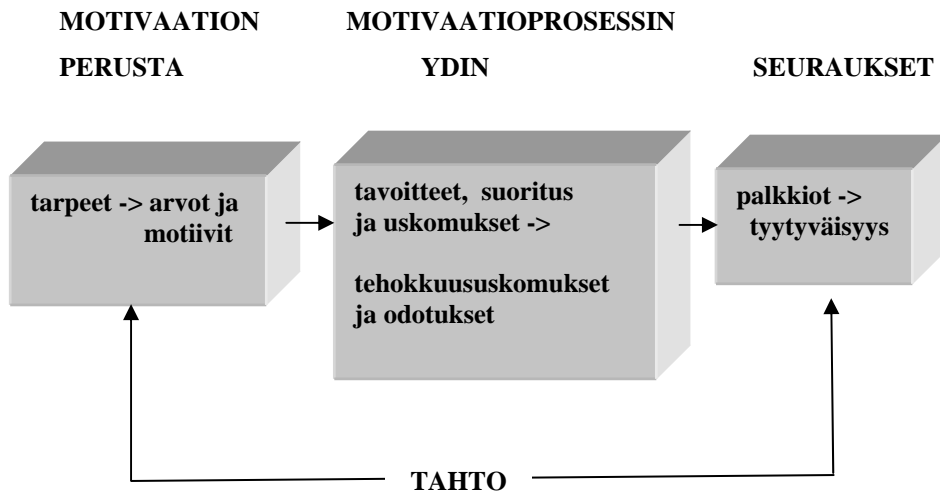 MOTIVAATION
PERUSTA
MOTIVAATIOPROSESSIN
YDIN
SEURAUKSET
tarpeet -> arvot ja
motiivit
tavoitteet, suoritus
ja uskomukset ->
tehokkuususkomukset
ja odotukset
palkkiot ->
tyytyväisyys
TAHTO